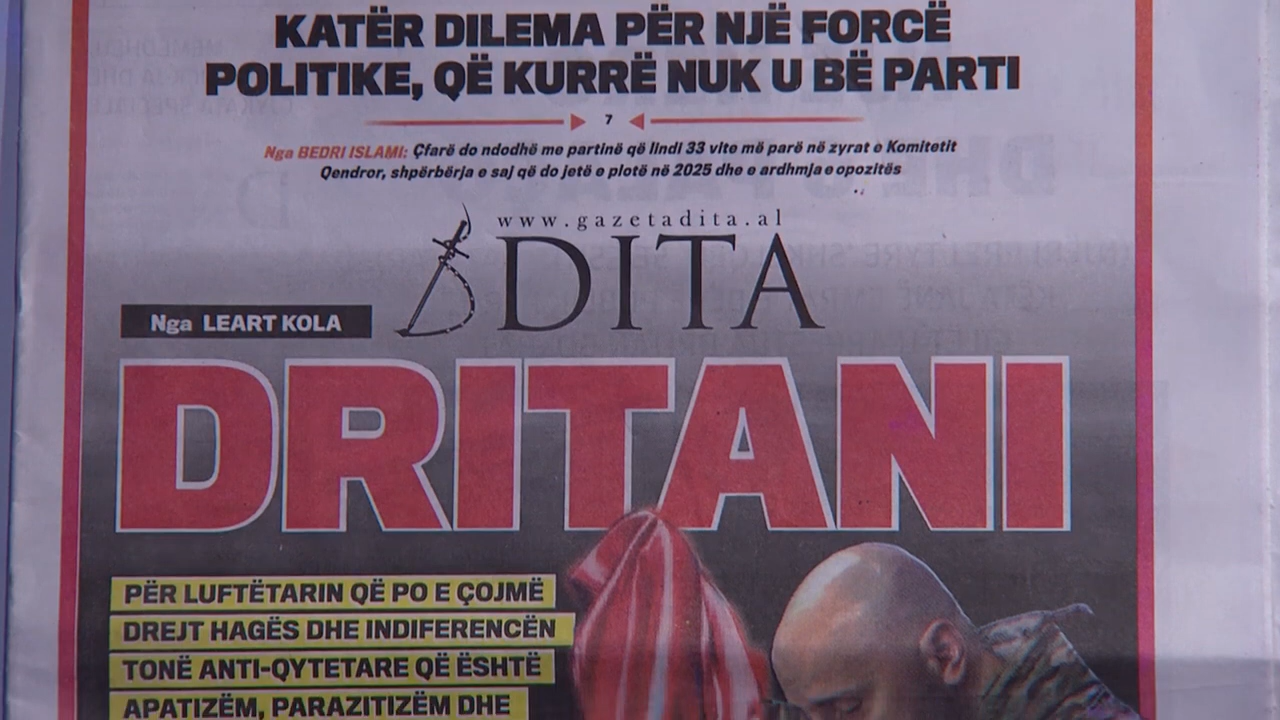 KATËR DILEMA PËR NJË FORCË
POLITIKE, QË KURRË NUK U BË PARTI
7
Nga BEDRI ISLAMI: Çfarë do ndodhë me partinë që lindi 33 vite më parë në zyrat e Komitetit
Qendror, shpërbërja e saj që do jetë e plotë në 2025 dhe e ardhmja e opozitës
www.gazetadita.al
DITA
Nga LEART KOLA
DRITANI
PËR LUFTËTARIN QË PO E ÇOJMË
DREJT HAGËS DHE INDIFERENCËN
TONË ANTI-QYTETARE QË ËSHTË
APATIZËM, PARAZITIZËM DHE